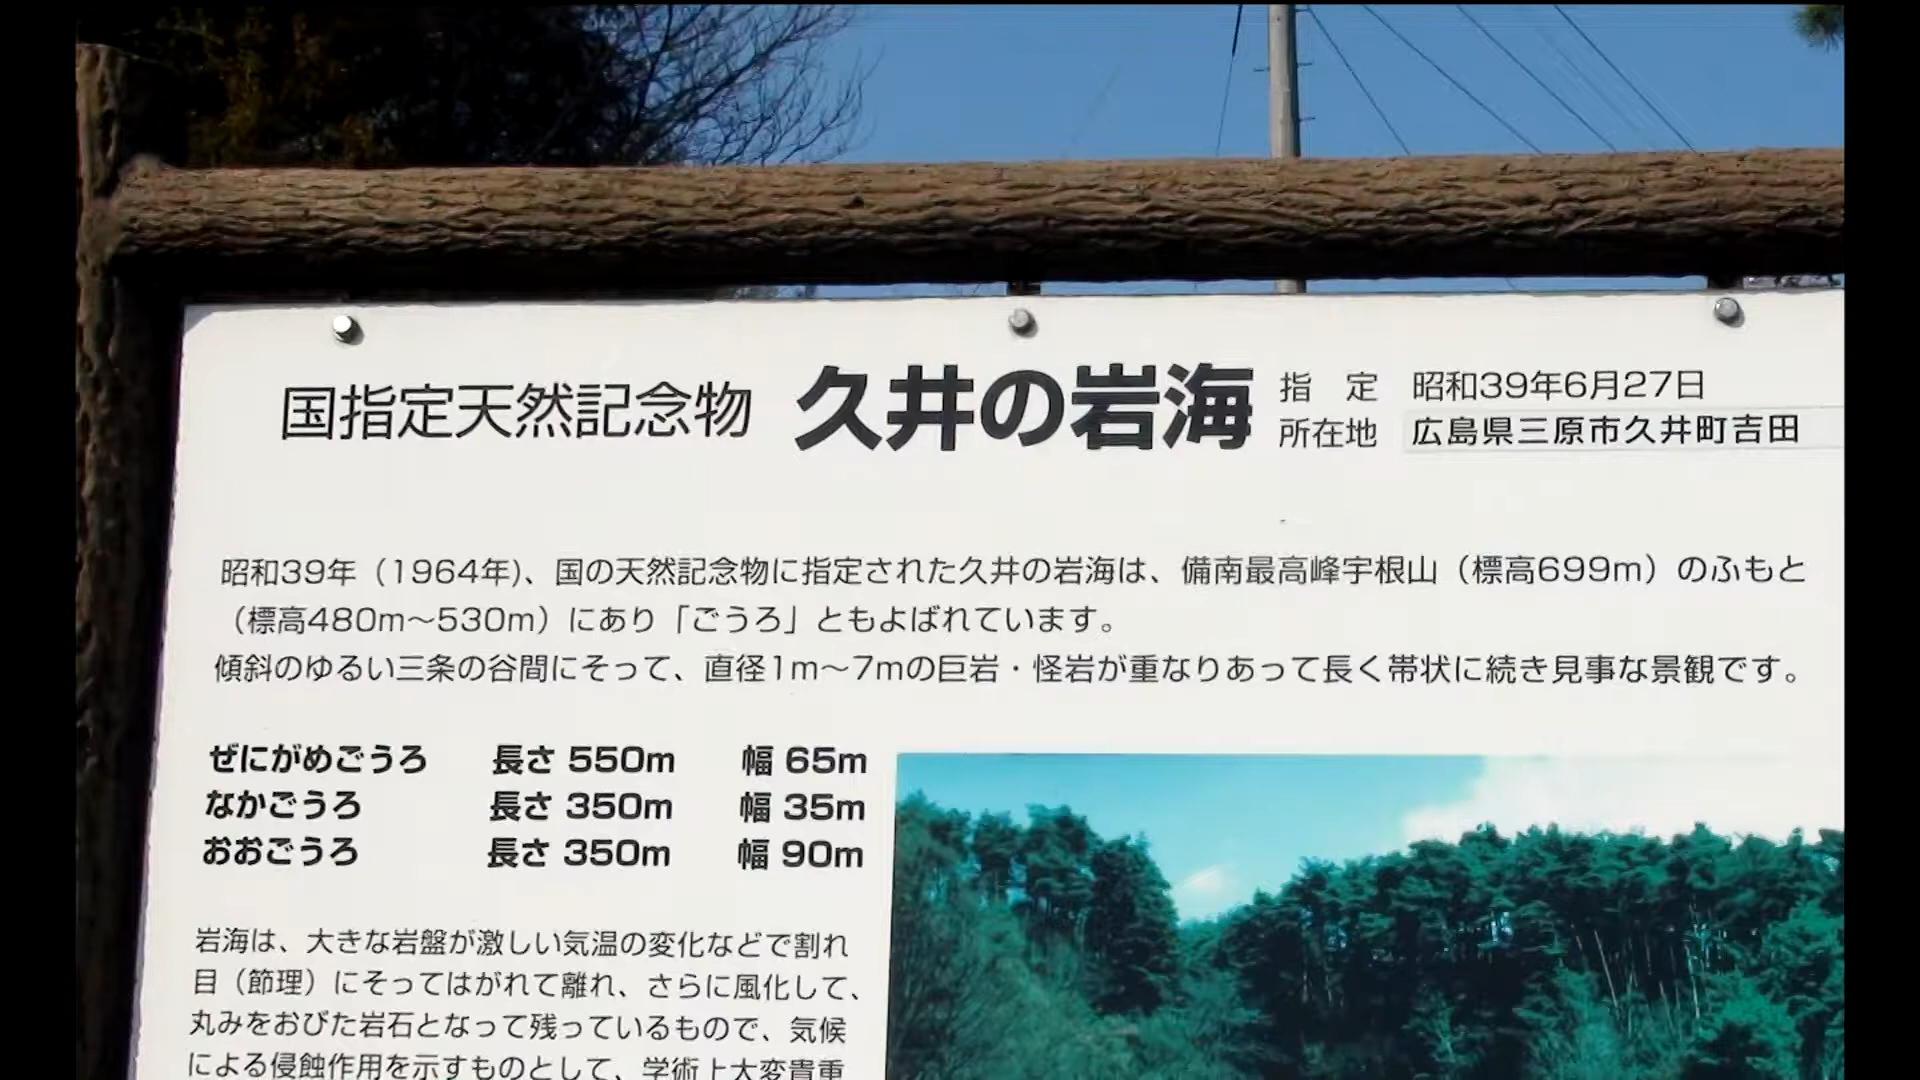 国指定天然記念物 久井の岩海
指 定 昭和39年6月27日
所在地 広島県三原市久井町吉田
昭和39年(1964年)、国の天然記念物に指定された久井の岩海は、備南最高峰宇根山(標高699m)のふもと
(標高480m〜530m)にあり「ごうろ」ともよばれています。
傾斜のゆるい三条の谷間にそって、直径1m〜7mの巨岩・怪岩が重なりあって長く帯状に続き見事な景観です。
ぜにがめごうろ 長さ 550m 幅 65m
なかごうろ 長さ 350m 幅 35m
おおごうろ 長さ 350m 幅 90m
岩海は、大きな岩盤が激しい気温の変化などで割れ
目(節理)にそってはがれて離れ、さらに風化して、
丸みをおびた岩石となって残っているもので、気候
による侵蝕作用を示すものとして、学術上大変貴重